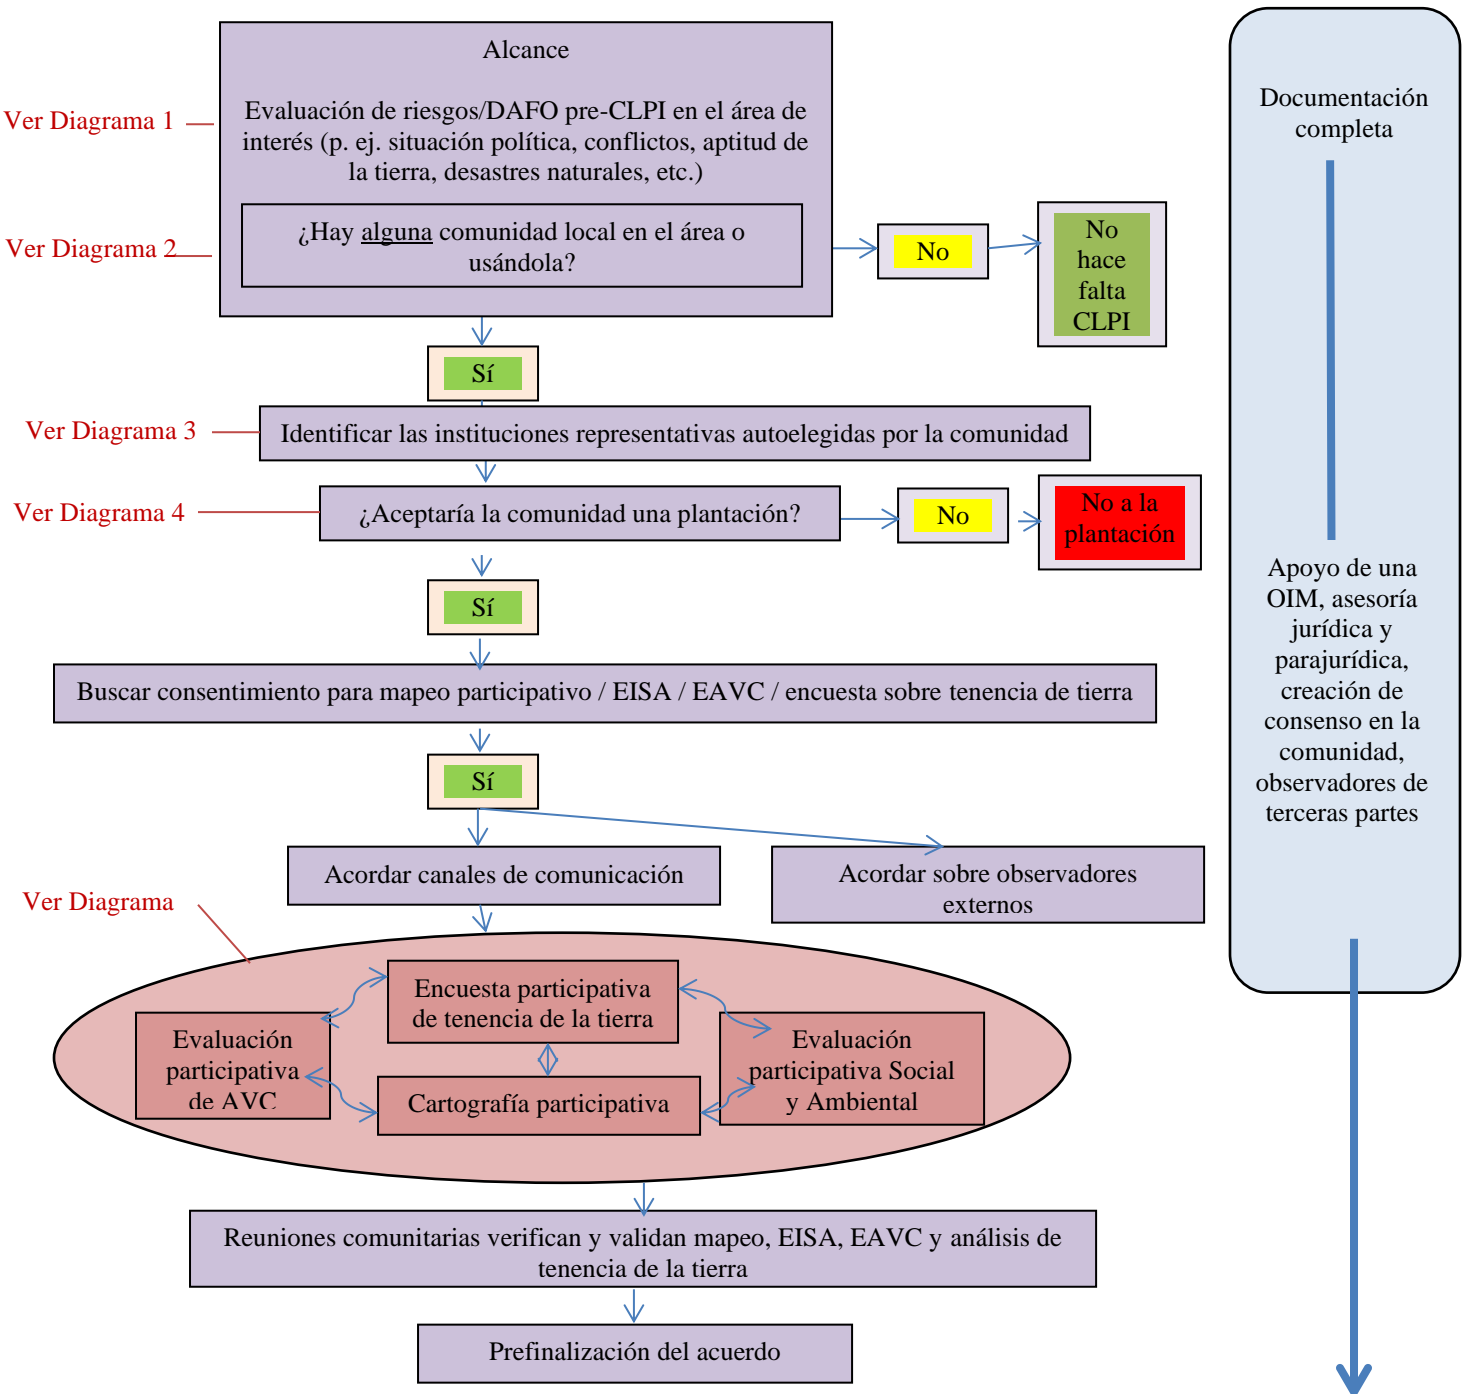 Alcance
Ver Diagrama 1
Evaluación de riesgos/DAFO pre-CLPI en el área de
interés (p. ej. situación política, conflictos, aptitud de
la tierra, desastres naturales, etc.)
Ver Diagrama 2
¿Hay alguna comunidad local en el área o
usándola?
No
No
hace
falta
CLPI
Sí
Ver Diagrama 3
Identificar las instituciones representativas autoelegidas por la comunidad
Ver Diagrama 4
¿Aceptaría la comunidad una plantación?
No
No a la
plantación
Sí
Buscar consentimiento para mapeo participativo / EISA / EAVC / encuesta sobre tenencia de tierra
Sí
Acordar canales de comunicación
Acordar sobre observadores
externos
Ver Diagrama
Encuesta participativa
de tenencia de la tierra
Evaluación
participativa
de AVC
Cartografía participativa
Evaluación
participativa Social
y Ambiental
Reuniones comunitarias verifican y validan mapeo, EISA, EAVC y análisis de
tenencia de la tierra
Prefinalización del acuerdo
Documentación
completa
Apoyo de una
OIM, asesoría
jurídica y
parajurídica,
creación de
consenso en la
comunidad,
observadores de
terceras partes